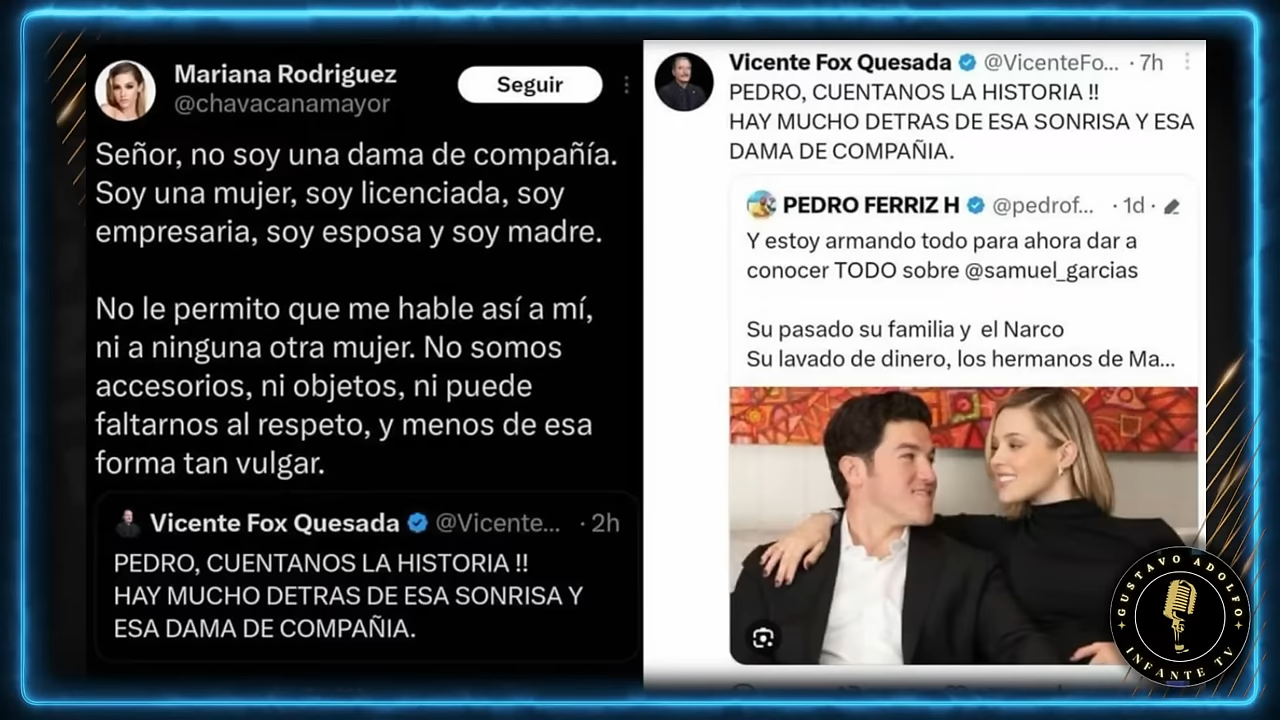 Mariana Rodriguez
@chavacanamayor
Seguir
Señor, no soy una dama de compañía.
Soy una mujer, soy licenciada, soy
empresaria, soy esposa y soy madre.
No le permito que me hable así a mí,
ni a ninguna otra mujer. No somos
accesorios, ni objetos, ni puede
faltarnos al respeto, y menos de esa
forma tan vulgar.
Vicente Fox Quesada @Vicente... · 2h
PEDRO, CUENTANOS LA HISTORIA !!
HAY MUCHO DETRAS DE ESA SONRISA Y
ESA DAMA DE COMPAÑIA.
Vicente Fox Quesada @VicenteFo... · 7h
PEDRO, CUENTANOS LA HISTORIA !!
HAY MUCHO DETRAS DE ESA SONRISA Y ESA
DAMA DE COMPAÑIA.
PEDRO FERRIZ H @pedrof... · 1d ·
Y estoy armando todo para ahora dar a
conocer TODO sobre @samuel_garcias
Su pasado su familia y el Narco
Su lavado de dinero, los hermanos de Ma...
GUSTAVO ADOLFO
INFANTE TV